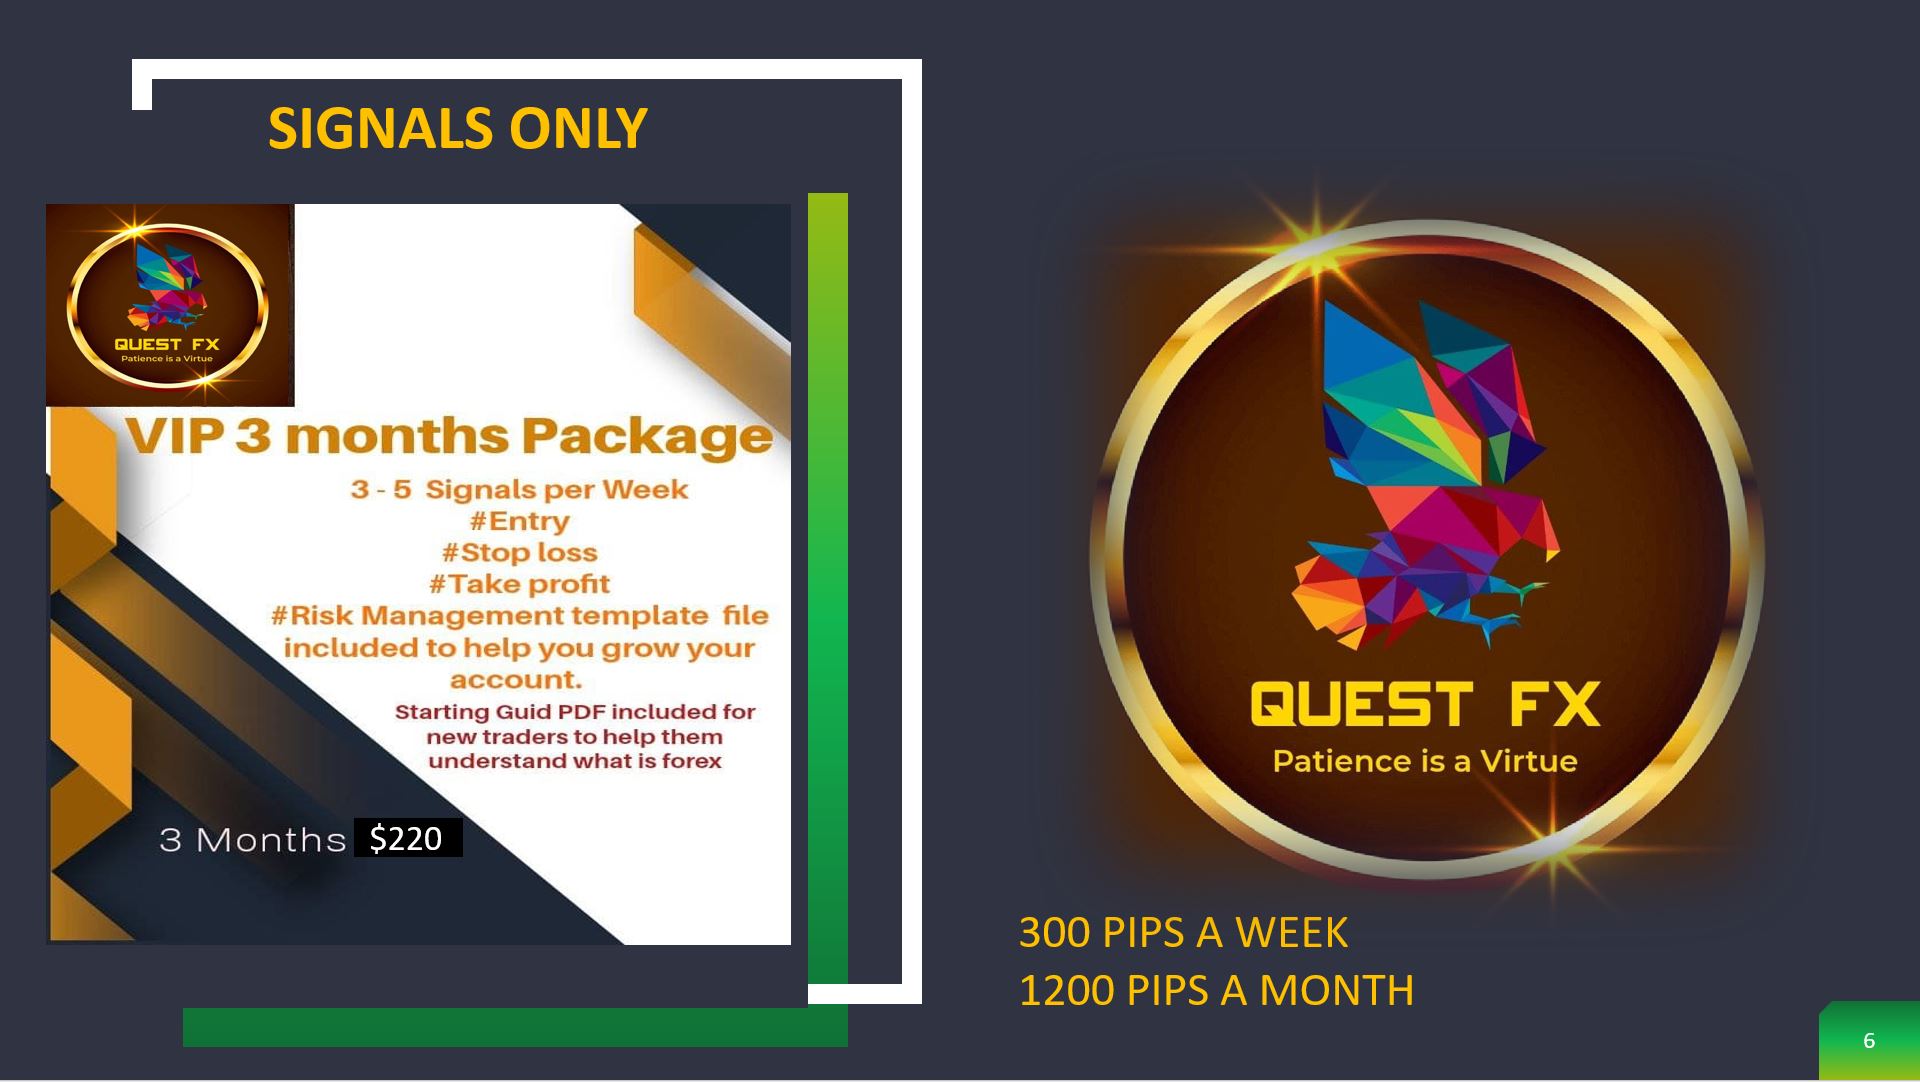 SIGNALS ONLY
QUEST FX
Patience is a Virtue
VIP 3 months Package
3 - 5 Signals per Week
#Entry
#Stop loss
#Take profit
#Risk Management template file
included to help you grow your
account.
Starting Guid PDF included for
new traders to help them
understand what is forex
3 Months $220
QUEST FX
Patience is a Virtue
300 PIPS A WEEK
1200 PIPS A MONTH
6